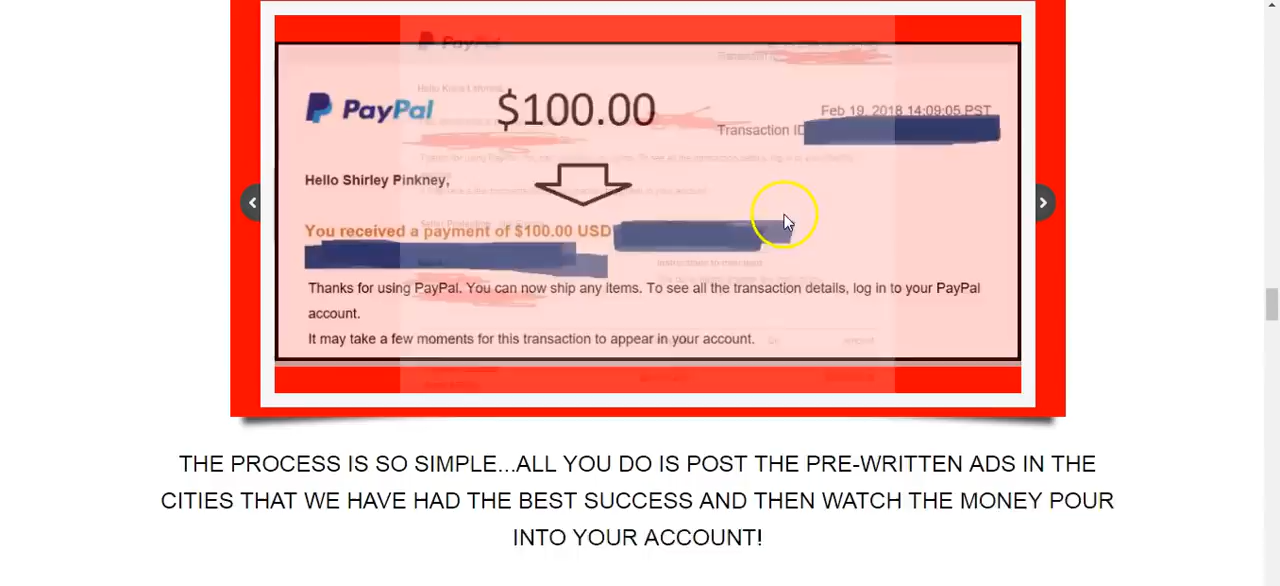 PayPal
$100.00
Feb 19, 2018 14:09:05 PST
Transaction ID
Hello Shirley Pinkney,
You received a payment of $100.00 USD
Thanks for using PayPal. You can now ship any items. To see all the transaction details, log in to your PayPal
account.
It may take a few moments for this transaction to appear in your account.
THE PROCESS IS SO SIMPLE...ALL YOU DO IS POST THE PRE-WRITTEN ADS IN THE
CITIES THAT WE HAVE HAD THE BEST SUCCESS AND THEN WATCH THE MONEY POUR
INTO YOUR ACCOUNT!